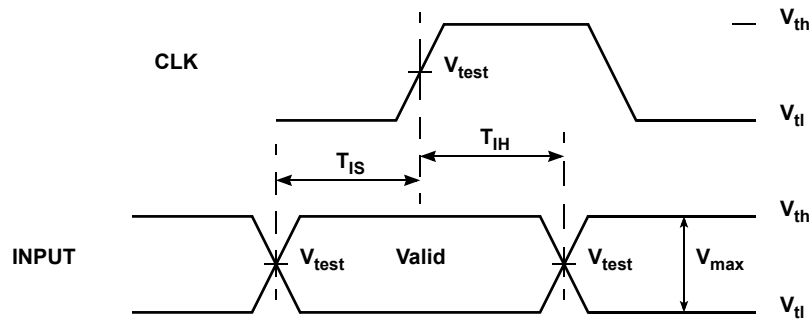 V_th
CLK
V_test
V_tl
T_IH
T_IS
V_th
INPUT
V_test
Valid
V_test
V_max
V_tl